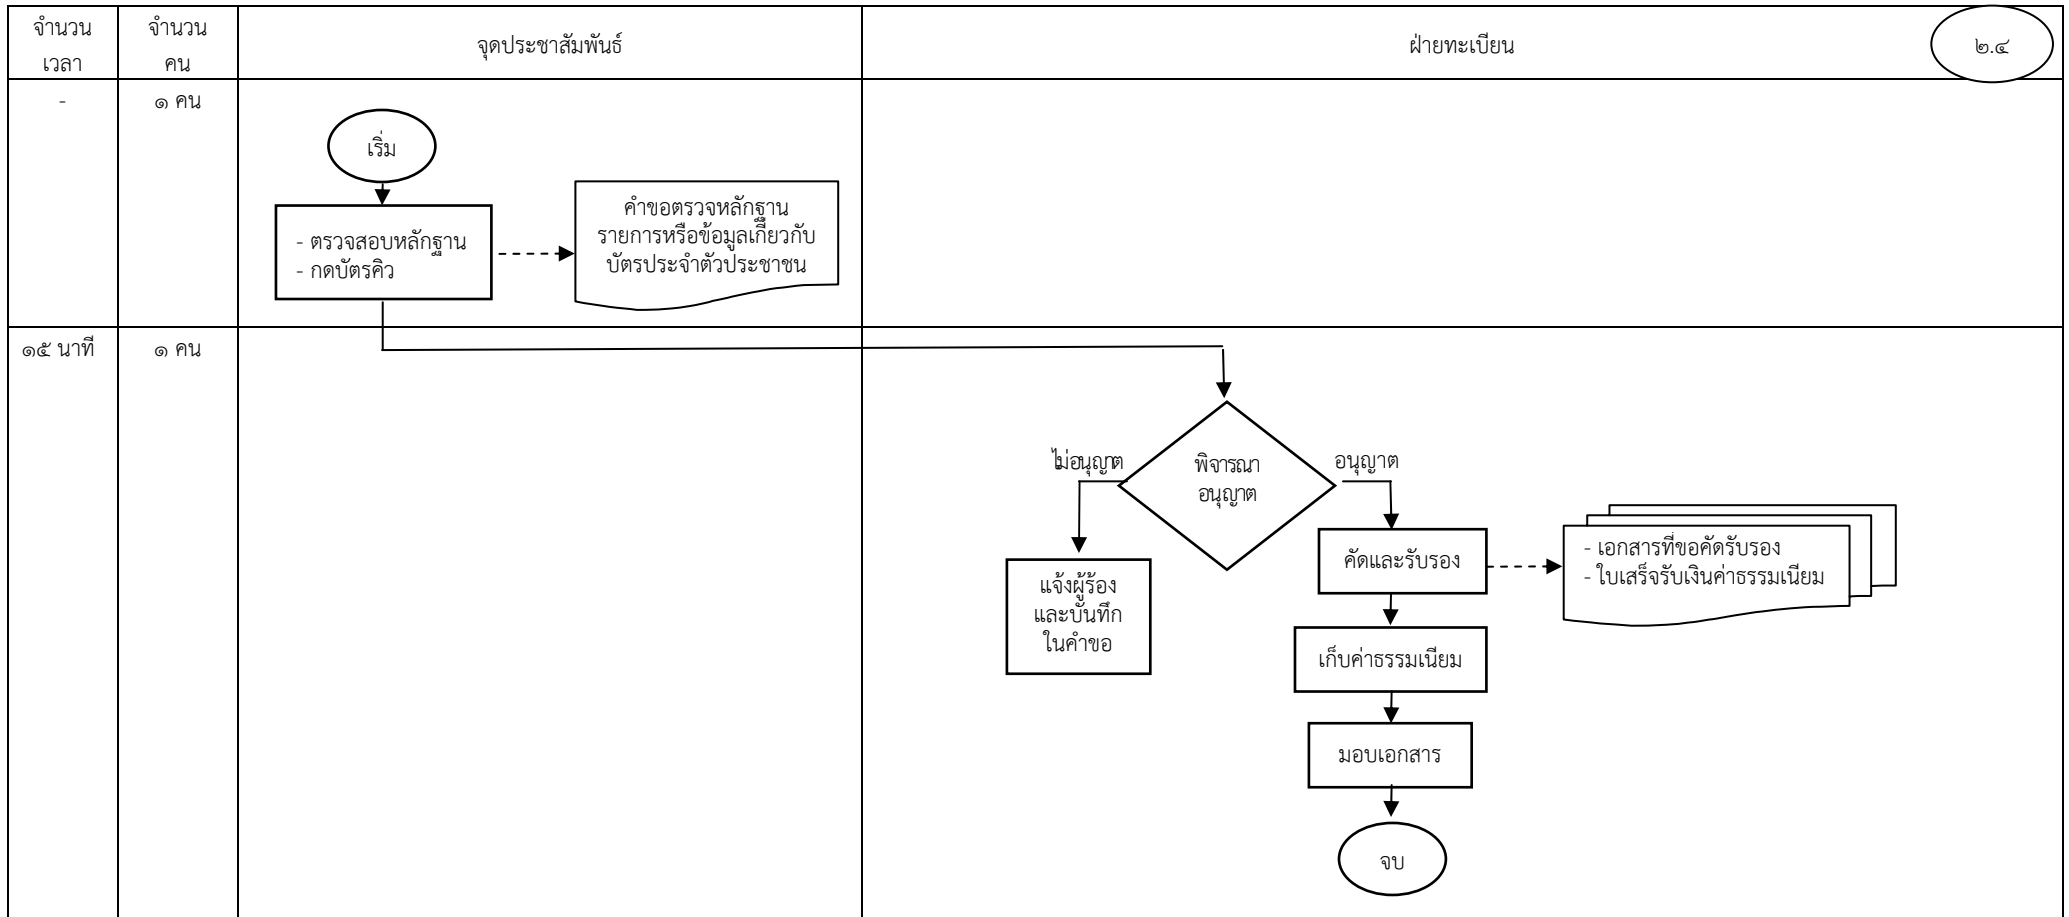 จำนวน
เวลา
จำนวน
คน
จุดประชาสัมพันธ์
ฝ่ายทะเบียน
๒.๔
-
๑ คน
เริ่ม
- ตรวจสอบหลักฐาน
- กดบัตรคิว
คำขอตรวจหลักฐาน
รายการหรือข้อมูลเกี่ยวกับ
บัตรประจำตัวประชาชน
๑๕ นาที
๑ คน
ไม่อนุญาต
พิจารณา
อนุญาต
อนุญาต
คัดและรับรอง
- เอกสารที่ขอคัดรับรอง
- ใบเสร็จรับเงินค่าธรรมเนียม
แจ้งผู้ร้อง
และบันทึก
ในคำขอ
เก็บค่าธรรมเนียม
มอบเอกสาร
จบ